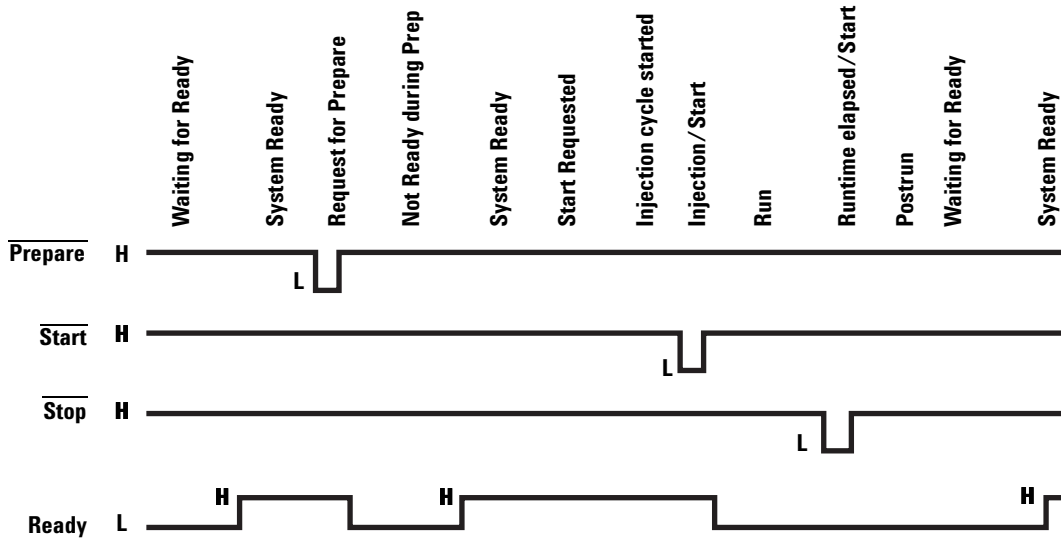 Waiting for Ready
System Ready
Request for Prepare
Not Ready during Prep
System Ready
Start Requested
Injection cycle started
Injection/Start
Run
Runtime elapsed/Start
Postrun
Waiting for Ready
System Ready
Prepare H
L
Start H
L
Stop H
L
H H H
Ready L